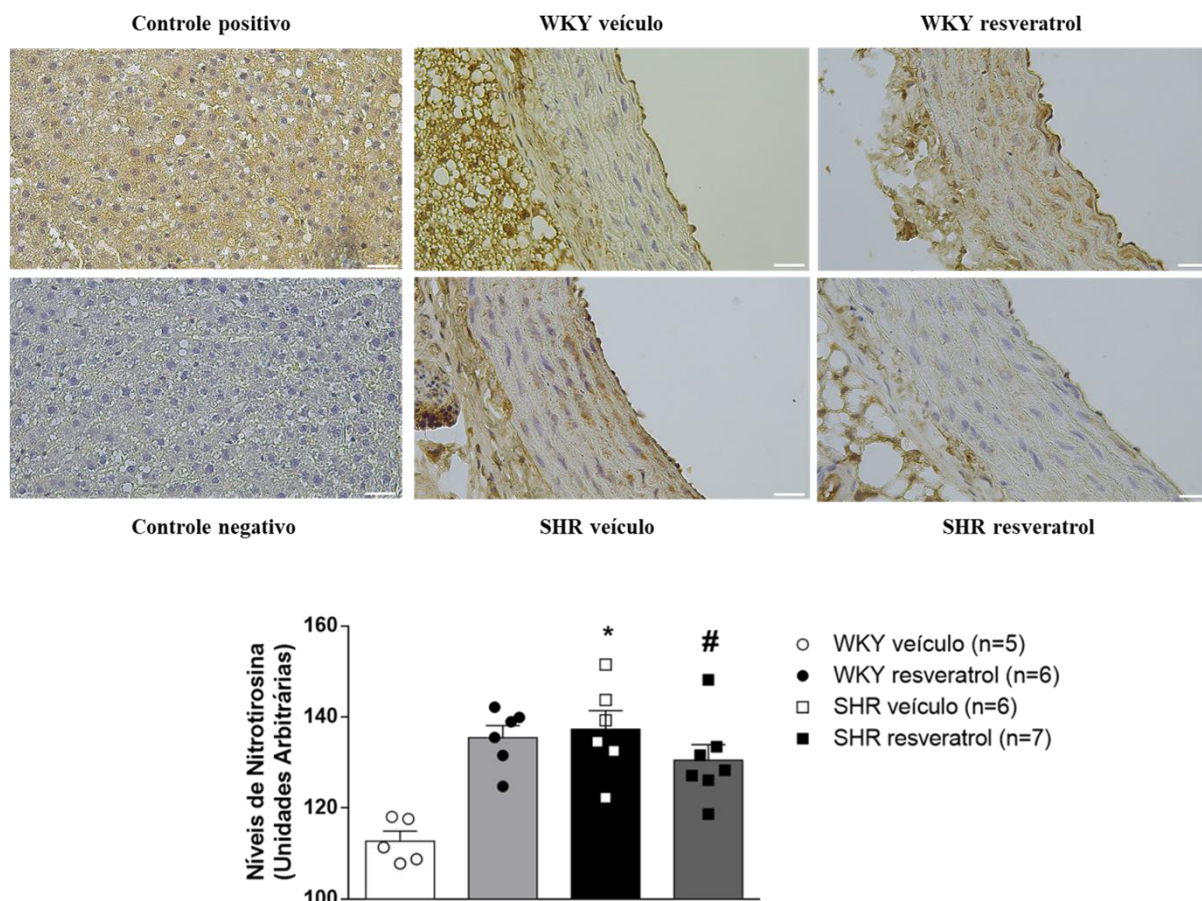 Controle positivo
WKY veículo
WKY resveratrol
Controle negativo
SHR veículo
SHR resveratrol
Níveis de Nitrotirosina
(Unidades Arbitrárias)
160
140
120
100
*
#
WKY veículo (n=5)
WKY resveratrol (n=6)
SHR veículo (n=6)
SHR resveratrol (n=7)